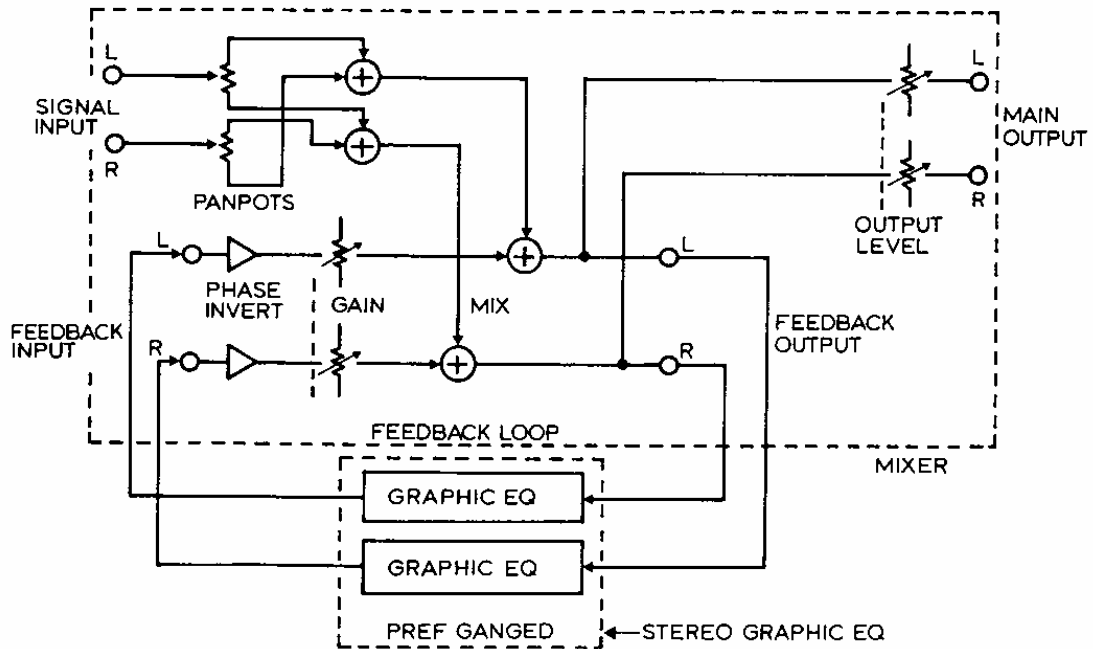 L
SIGNAL
INPUT
R
PANPOTS
L
MAIN
OUTPUT
R
OUTPUT
LEVEL
L
PHASE
INVERT
GAIN
MIX
L
FEEDBACK
INPUT
FEEDBACK
OUTPUT
R
R
FEEDBACK LOOP
MIXER
GRAPHIC EQ
GRAPHIC EQ
PREF GANGED
STEREO GRAPHIC EQ